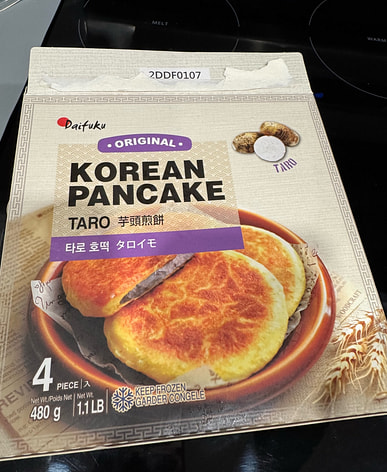 MELT
2DDF0107
Daifuku
• ORIGINAL •
KOREAN
PANCAKE
TARO 芋頭煎餅
타로 호떡 タロイモ
TARO
4 PIECE / 入
Net Wt./Poids Net
480 g
Net Wt.
1.1 LB
KEEP FROZEN
GARDER CONGELÉ